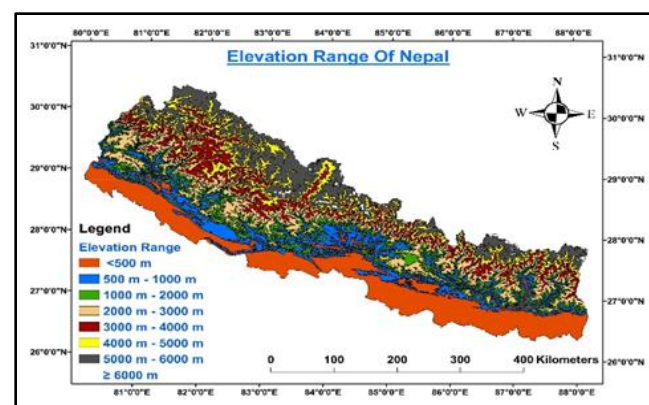 80°0'0"E 81°0'0"E 82°0'0"E 83°0'0"E 84°0'0"E 85°0'0"E 86°0'0"E 87°0'0"E 88°0'0"E
Elevation Range Of Nepal
31°0'0"N 31°0'0"N
30°0'0"N 30°0'0"N
29°0'0"N 29°0'0"N
28°0'0"N 28°0'0"N
27°0'0"N 27°0'0"N
26°0'0"N 26°0'0"N
N
W E
S
Legend
Elevation Range
<500 m
500 m - 1000 m
1000 m - 2000 m
2000 m - 3000 m
3000 m - 4000 m
4000 m - 5000 m
5000 m - 6000 m
≥ 6000 m
0 100 200 300 400 Kilometers
81°0'0"E 82°0'0"E 83°0'0"E 84°0'0"E 85°0'0"E 86°0'0"E 87°0'0"E 88°0'0"E